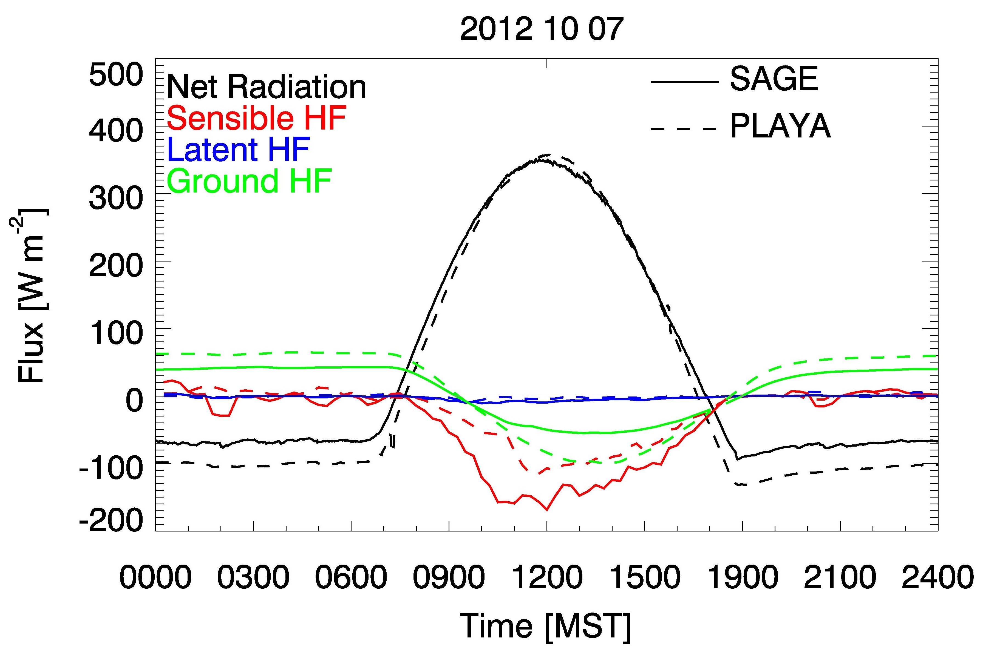 2012 10 07
500
400
300
200
100
0
-100
-200
Flux [W m-2]
Net Radiation
Sensible HF
Latent HF
Ground HF
SAGE
PLAYA
0000 0300 0600 0900 1200 1500 1900 2100 2400
Time [MST]